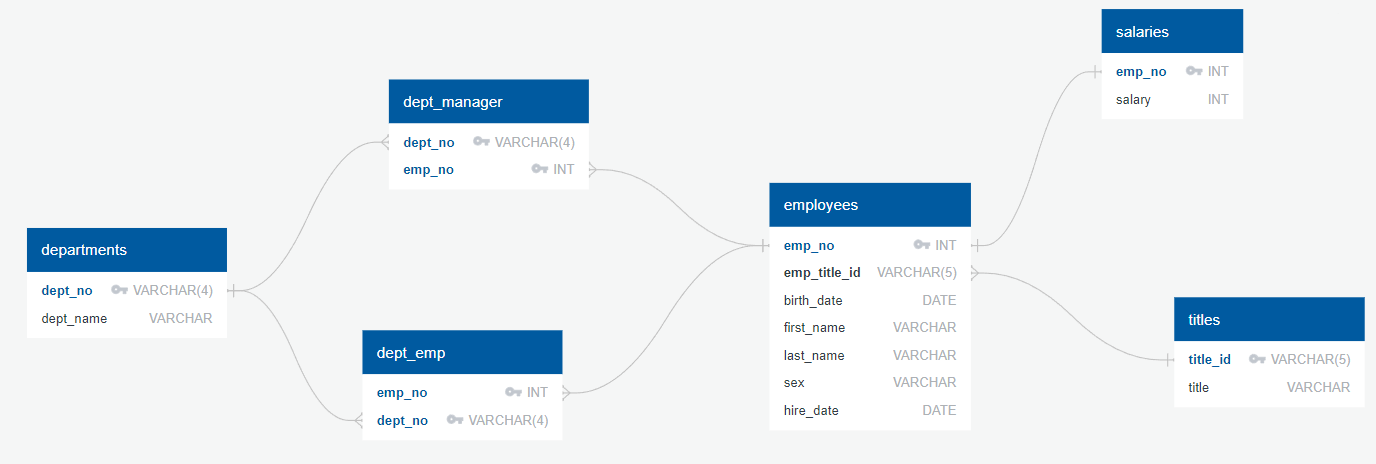 salaries
emp_no INT
salary INT
dept_manager
dept_no VARCHAR(4)
emp_no INT
employees
emp_no INT
emp_title_id VARCHAR(5)
birth_date DATE
first_name VARCHAR
last_name VARCHAR
sex VARCHAR
hire_date DATE
departments
dept_no VARCHAR(4)
dept_name VARCHAR
titles
title_id VARCHAR(5)
title VARCHAR
dept_emp
emp_no INT
dept_no VARCHAR(4)